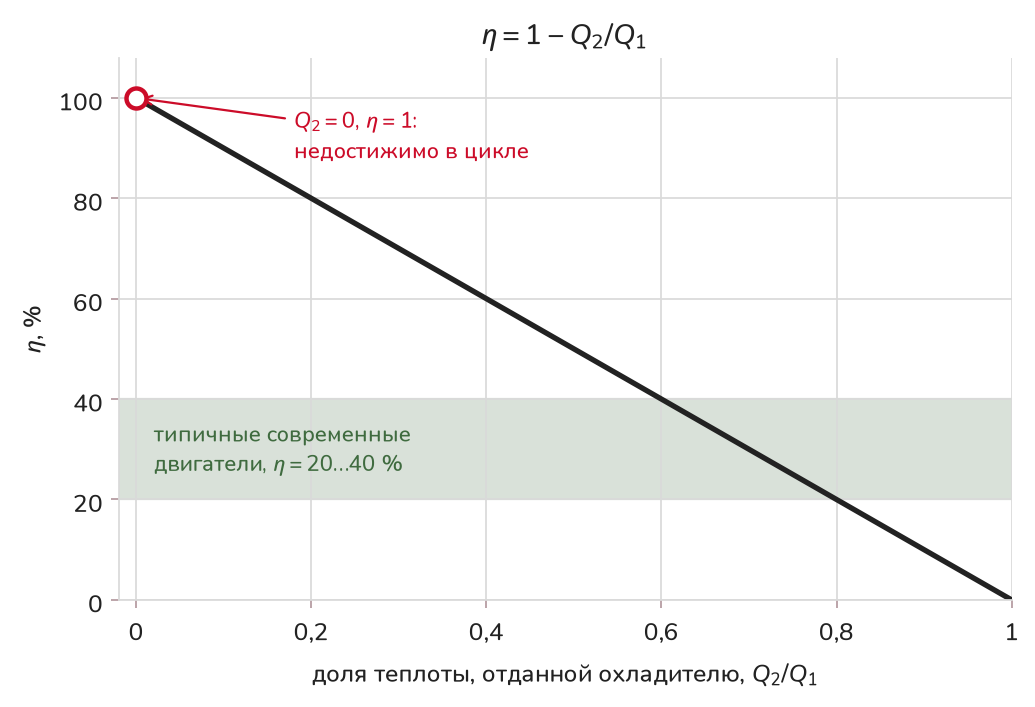 η = 1 – Q₂/Q₁
Q₂ = 0, η = 1:
недостижимо в цикле
типичные современные
двигатели, η = 20…40 %
η, %
100
80
60
40
20
0
0 0,2 0,4 0,6 0,8 1
доля теплоты, отданной охладителю, Q₂/Q₁